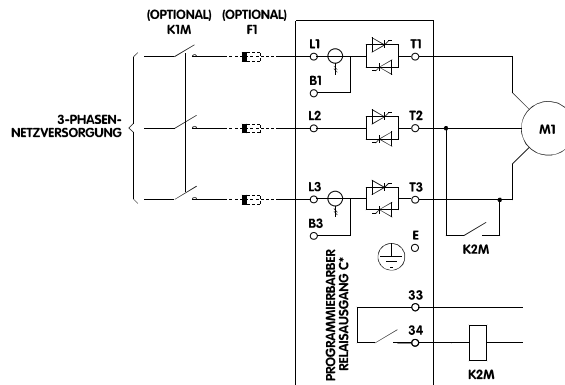 (OPTIONAL)
K1M
(OPTIONAL)
F1
3-PHASEN-
NETZVERSORGUNG
L1
T1
B1
L2
T2
M1
L3
T3
B3
E
K2M
PROGRAMMIERBARBER
RELAISAUSGANG C*
33
34
K2M